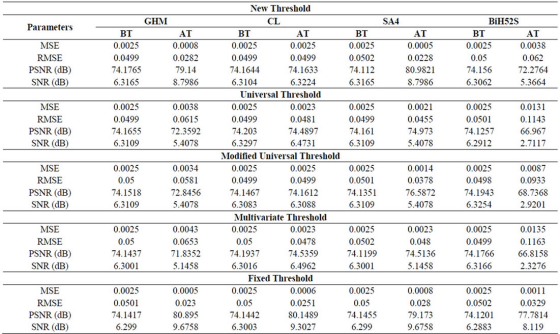 New Threshold
Parameters GHM CL SA4 BiH52S
BT AT BT AT BT AT BT AT
MSE 0.0025 0.0008 0.0025 0.0025 0.0025 0.0005 0.0025 0.0038
RMSE 0.0499 0.0282 0.0499 0.0499 0.0502 0.0228 0.05 0.062
PSNR (dB) 74.1765 79.14 74.1644 74.1633 74.112 80.9821 74.156 72.2764
SNR (dB) 6.3165 8.7986 6.3104 6.3224 6.3165 8.7986 6.3062 5.3664
Universal Threshold
MSE 0.0025 0.0038 0.0025 0.0023 0.0025 0.0021 0.0025 0.0131
RMSE 0.0499 0.0615 0.0499 0.0481 0.0499 0.0455 0.0501 0.1143
PSNR (dB) 74.1655 72.3592 74.203 74.4897 74.161 74.973 74.1257 66.967
SNR (dB) 6.3109 5.4078 6.3297 6.4731 6.3109 5.4078 6.2912 2.7117
Modified Universal Threshold
MSE 0.0025 0.0034 0.0025 0.0025 0.0025 0.0014 0.0025 0.0087
RMSE 0.05 0.0581 0.0499 0.0499 0.0501 0.0378 0.0498 0.0933
PSNR (dB) 74.1518 72.8456 74.1467 74.1612 74.1351 76.5872 74.1943 68.7368
SNR (dB) 6.3109 5.4078 6.3083 6.3088 6.3109 5.4078 6.3254 2.9201
Multivariate Threshold
MSE 0.0025 0.0043 0.0025 0.0023 0.0025 0.0023 0.0025 0.0135
RMSE 0.05 0.0653 0.05 0.0478 0.0502 0.048 0.0499 0.1163
PSNR (dB) 74.1437 71.8352 74.1937 74.5359 74.1199 74.5136 74.1766 66.8158
SNR (dB) 6.3001 5.1458 6.3016 6.4962 6.3001 5.1458 6.3166 2.3276
Fixed Threshold
MSE 0.0025 0.0005 0.0025 0.0006 0.0025 0.0008 0.0025 0.0011
RMSE 0.0501 0.023 0.05 0.0251 0.05 0.028 0.0502 0.0329
PSNR (dB) 74.1417 80.895 74.1442 80.1489 74.1455 79.173 74.1201 77.7814
SNR (dB) 6.299 9.6758 6.3003 9.3027 6.299 9.6758 6.2883 8.119